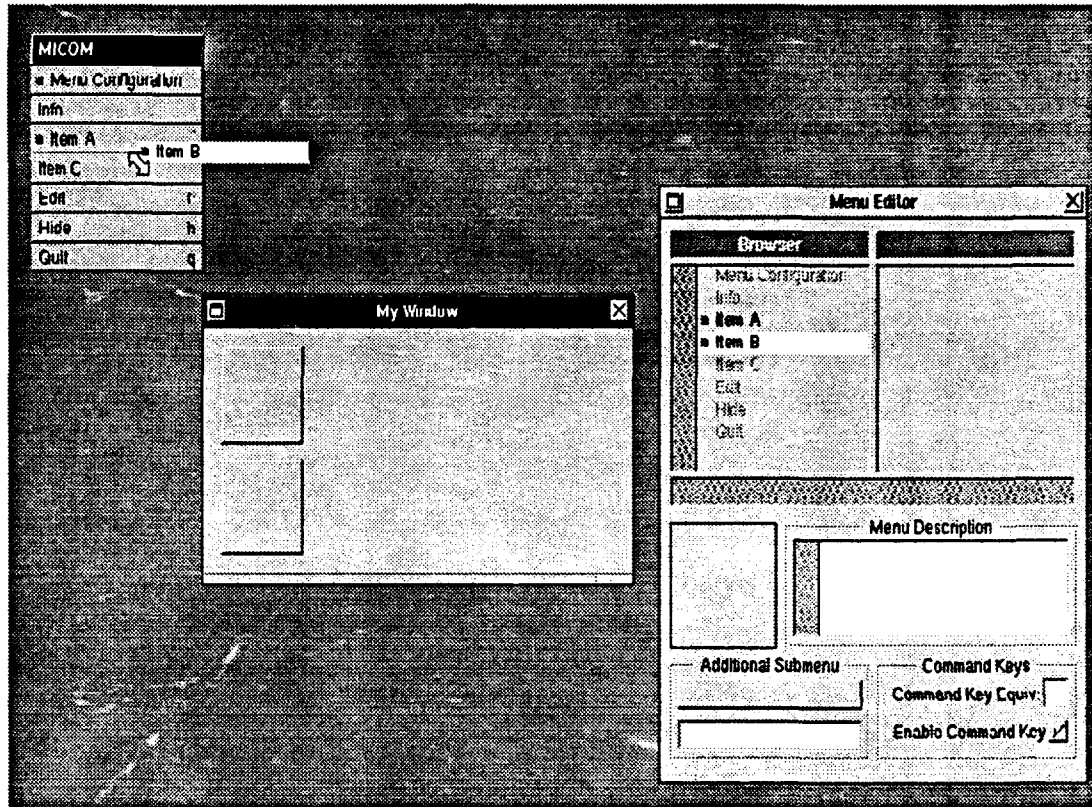 MICOM
Menu Configuration
Info
Item A
Item B
Item C
Edit
Hide h
Quit q
Menu Editor
Browser
Menu Configuration
Info
Item A
Item B
Item C
Edit
Hide
Quit
My Window
Menu Description
Additional Submenu
Command Keys
Command Key Equiv:
Enable Command Key